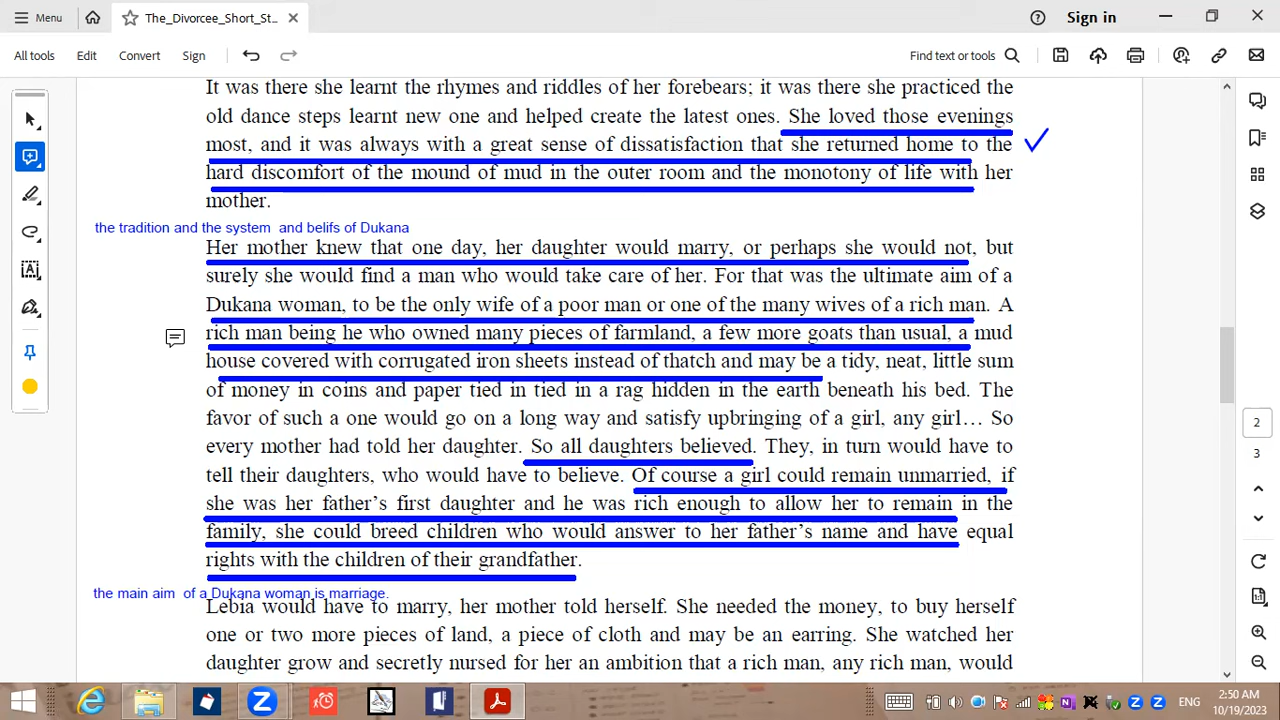 Menu
The_Divorcee_Short_St...
Sign in
All tools
Edit
Convert
Sign
Find text or tools
It was there she learnt the rhymes and riddles of her forebears; it was there she practiced the
old dance steps learnt new one and helped create the latest ones. She loved those evenings
most, and it was always with a great sense of dissatisfaction that she returned home to the
hard discomfort of the mound of mud in the outer room and the monotony of life with her
mother.
the tradition and the system and belifs of Dukana
Her mother knew that one day, her daughter would marry, or perhaps she would not, but
surely she would find a man who would take care of her. For that was the ultimate aim of a
Dukana woman, to be the only wife of a poor man or one of the many wives of a rich man. A
rich man being he who owned many pieces of farmland, a few more goats than usual, a mud
house covered with corrugated iron sheets instead of thatch and may be a tidy, neat, little sum
of money in coins and paper tied in tied in a rag hidden in the earth beneath his bed. The
favor of such a one would go on a long way and satisfy upbringing of a girl, any girl… So
every mother had told her daughter. So all daughters believed. They, in turn would have to
tell their daughters, who would have to believe. Of course a girl could remain unmarried, if
she was her father’s first daughter and he was rich enough to allow her to remain in the
family, she could breed children who would answer to her father’s name and have equal
rights with the children of their grandfather.
the main aim of a Dukana woman is marriage.
Lebia would have to marry, her mother told herself. She needed the money, to buy herself
one or two more pieces of land, a piece of cloth and may be an earring. She watched her
daughter grow and secretly nursed for her an ambition that a rich man, any rich man, would
2
3
1:1
ENG
2:50 AM
10/19/2023